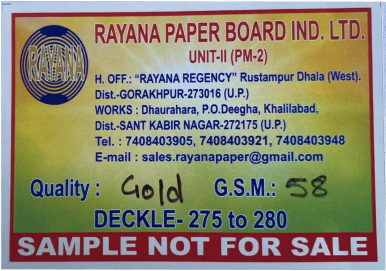 RAYANA
RAYANA PAPER BOARD IND. LTD.
UNIT-II (PM-2)
H. OFF.: “RAYANA REGENCY” Rustampur Dhala (West).
Dist.-GORAKHPUR-273016 (U.P.)
WORKS : Dhaurahara, P.O.Deegha, Khalilabad,
Dist.-SANT KABIR NAGAR-272175 (U.P.)
Tel. : 7408403905, 7408403921, 7408403948
E-mail : sales.rayanapaper@gmail.com
Quality : Gold G.S.M.: 58
DECKLE- 275 to 280
SAMPLE NOT FOR SALE